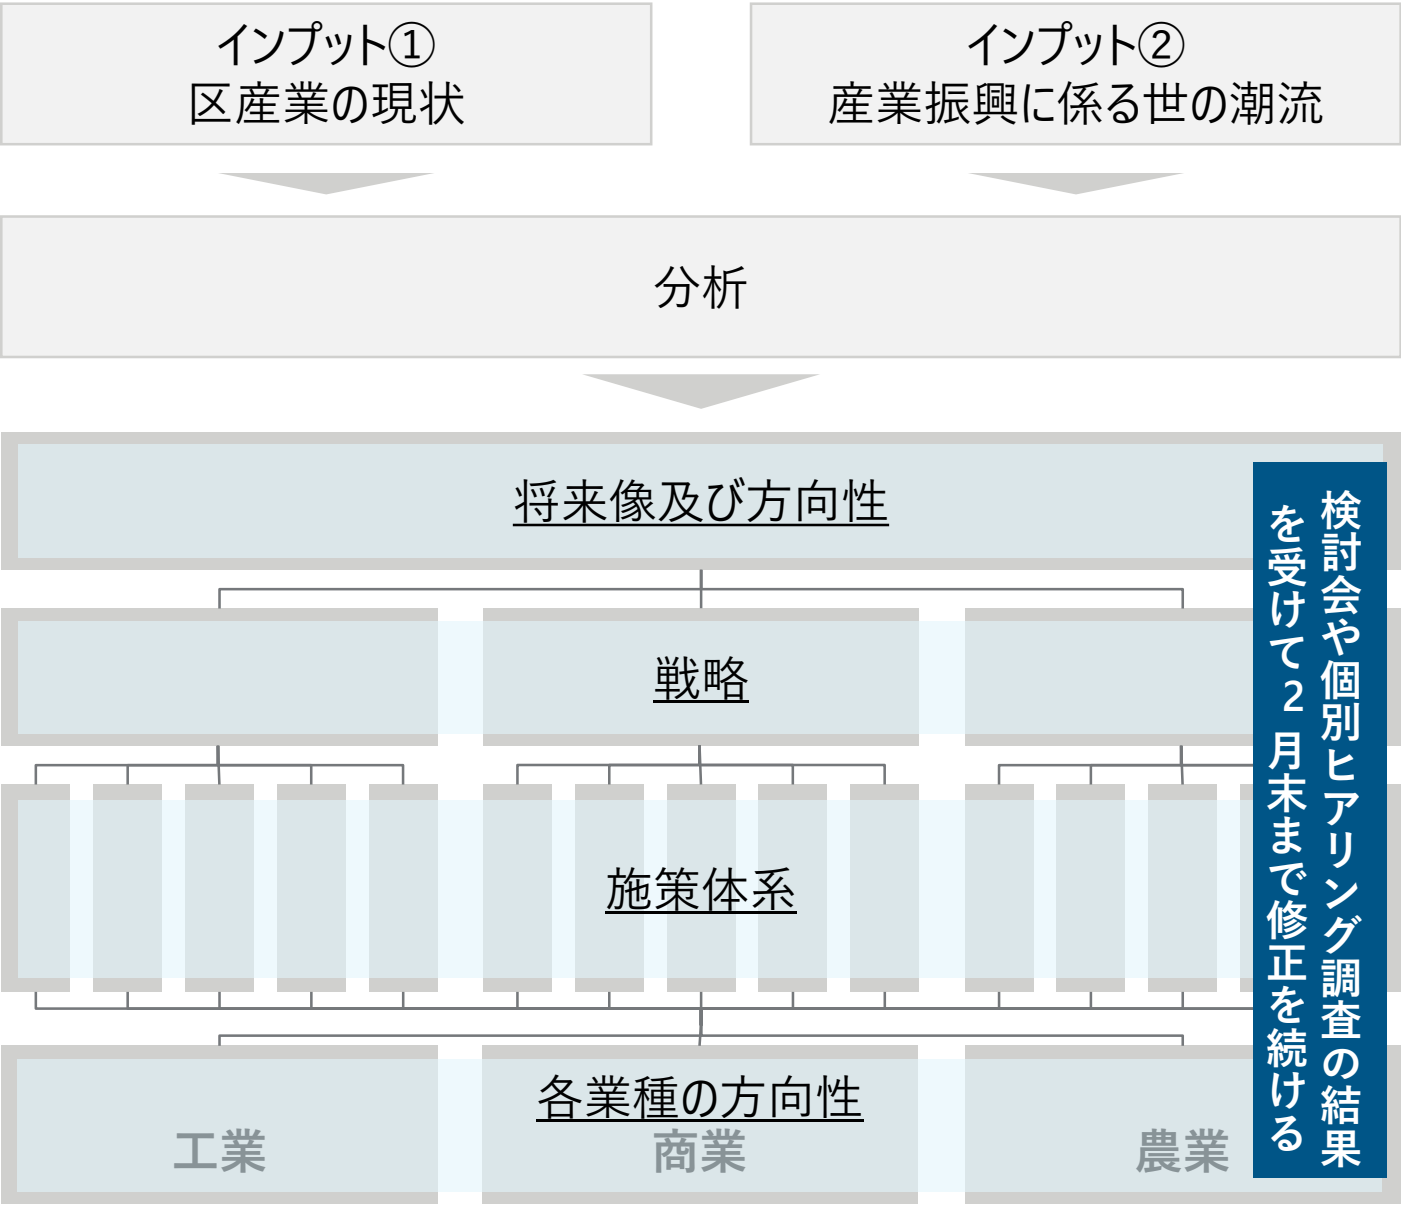 インプット①
区産業の現状
インプット②
産業振興に係る世の潮流
分析
将来像及び方向性
戦略
施策体系
各業種の方向性
工業
商業
農業
検討会や個別ヒアリング調査の結果
を受けて2月末まで修正を続ける